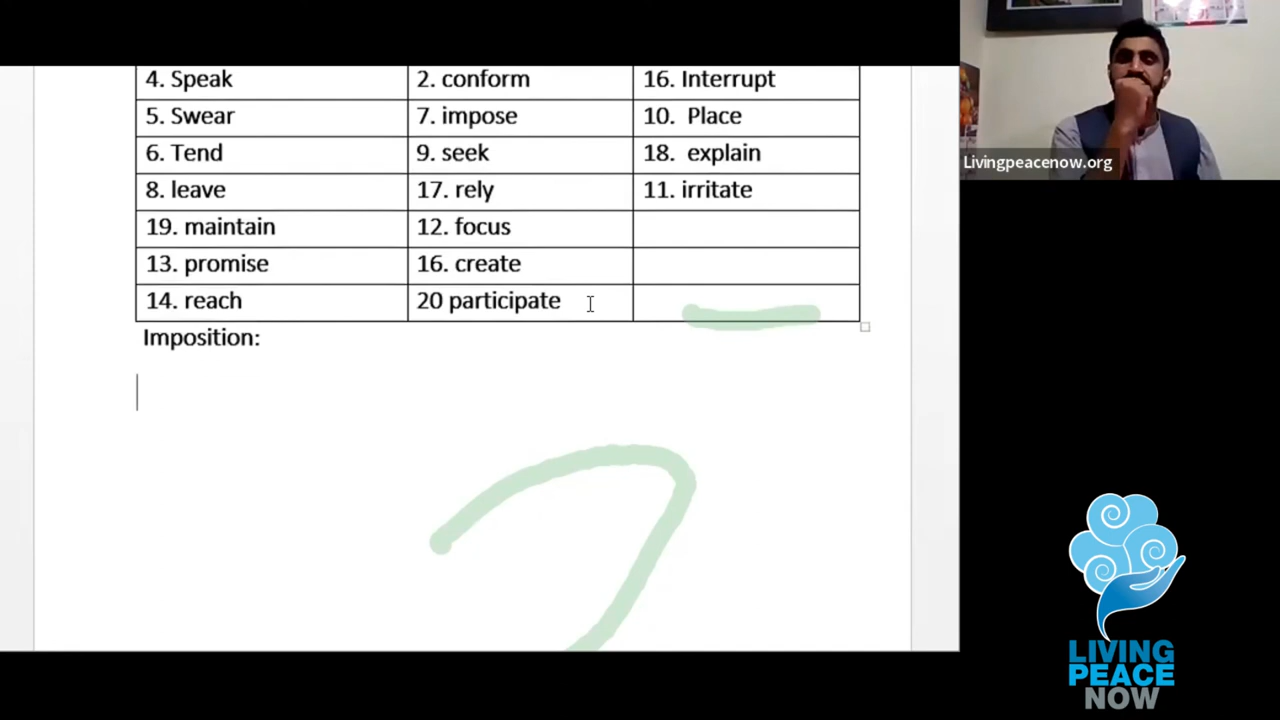 4. Speak 2. conform 16. Interrupt
5. Swear 7. impose 10. Place
6. Tend 9. seek 18. explain
8. leave 17. rely 11. irritate
19. maintain 12. focus
13. promise 16. create
14. reach 20 participate
Imposition:
Livingpeacenow.org
LIVING
PEACE
NOW